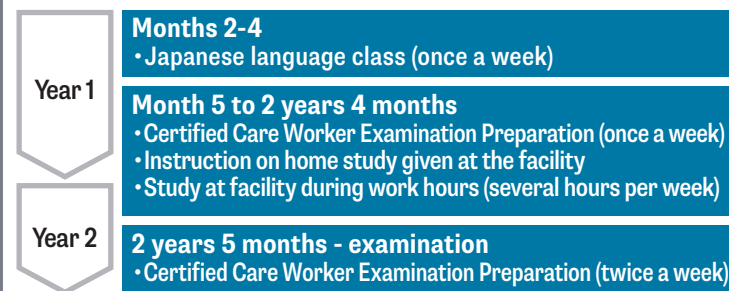 Year 1
Months 2-4
・Japanese language class (once a week)
Month 5 to 2 years 4 months
・Certified Care Worker Examination Preparation (once a week)
・Instruction on home study given at the facility
・Study at facility during work hours (several hours per week)
Year 2
2 years 5 months - examination
・Certified Care Worker Examination Preparation (twice a week)